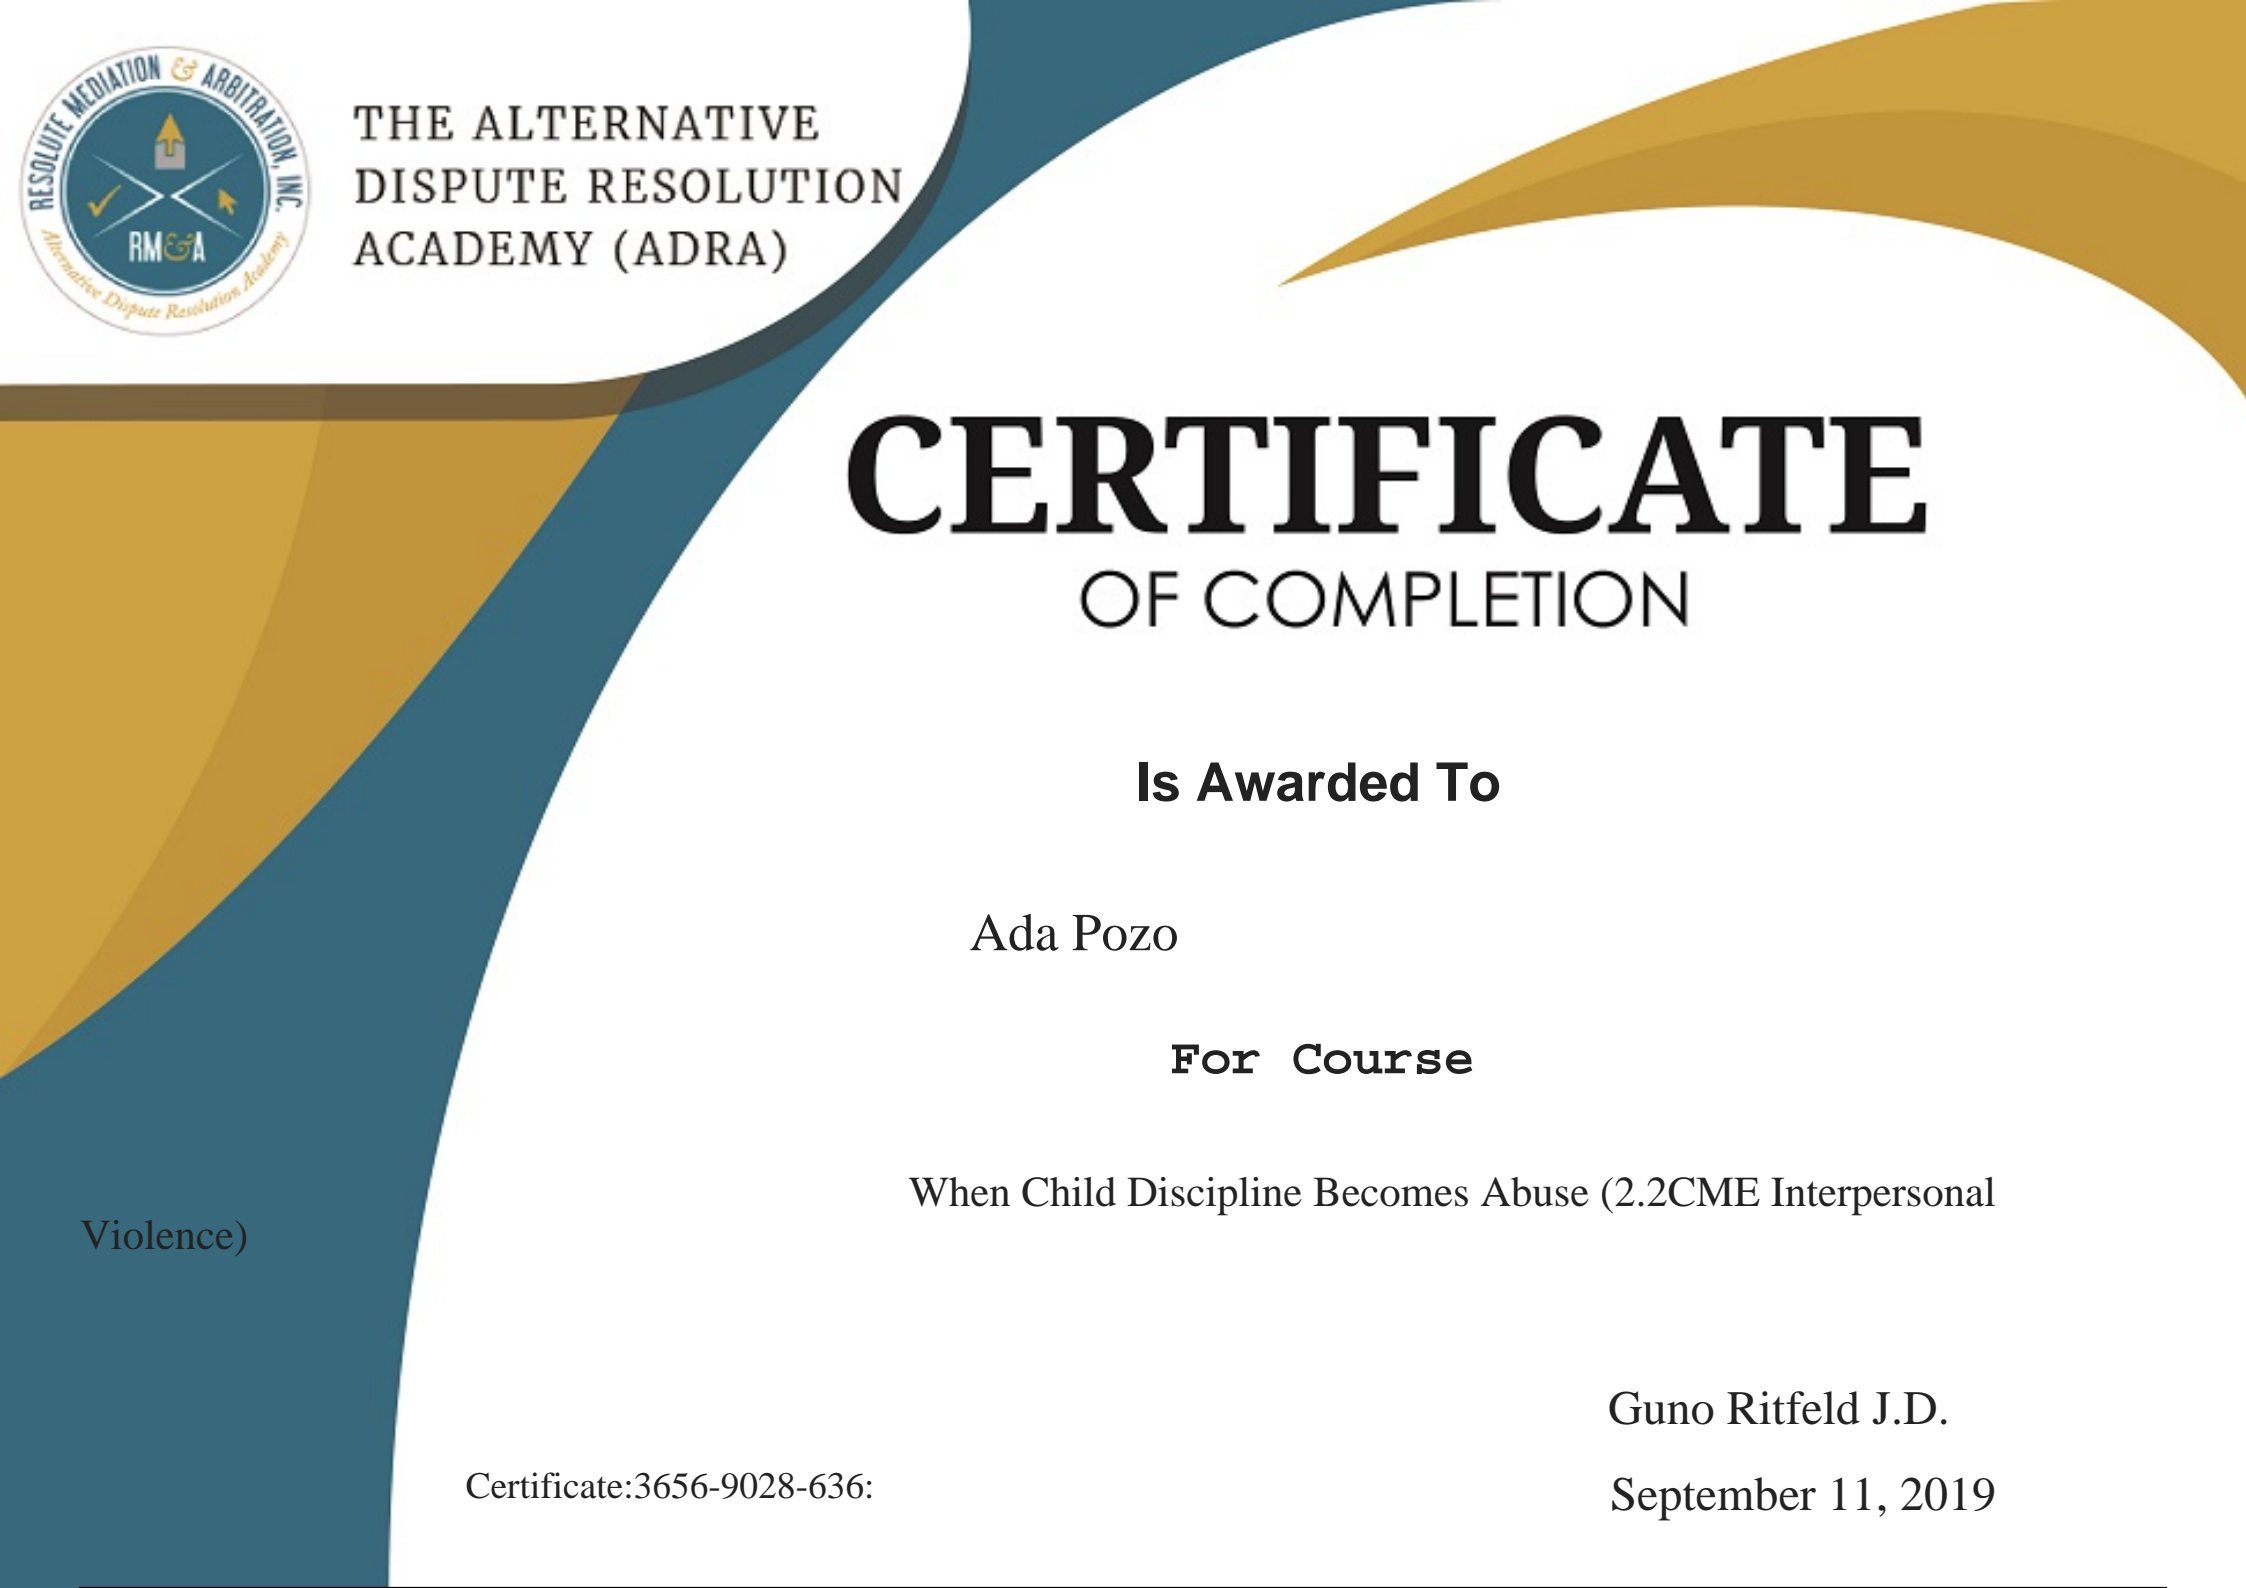 RESOLUTE MEDIATION & ARBITRATION, INC.
RM&A
Alternative Dispute Resolution Academy
THE ALTERNATIVE
DISPUTE RESOLUTION
ACADEMY (ADRA)
CERTIFICATE
OF COMPLETION
Is Awarded To
Ada Pozo
For Course
When Child Discipline Becomes Abuse (2.2CME Interpersonal
Violence)
Guno Ritfeld J.D.
Certificate:3656-9028-636:
September 11, 2019